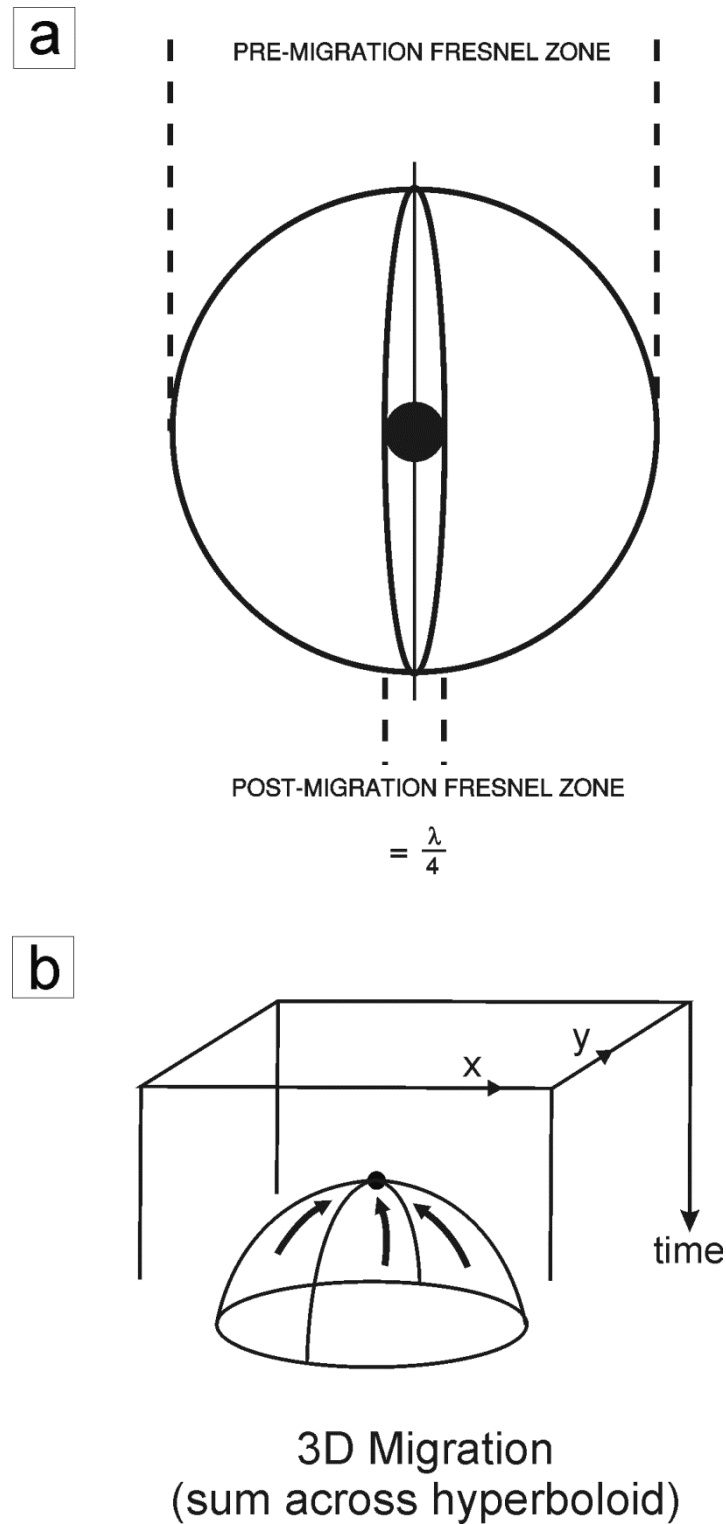 a
PRE-MIGRATION FRESNEL ZONE
POST-MIGRATION FRESNEL ZONE
= λ/4
b
x
y
time
3D Migration
(sum across hyperboloid)